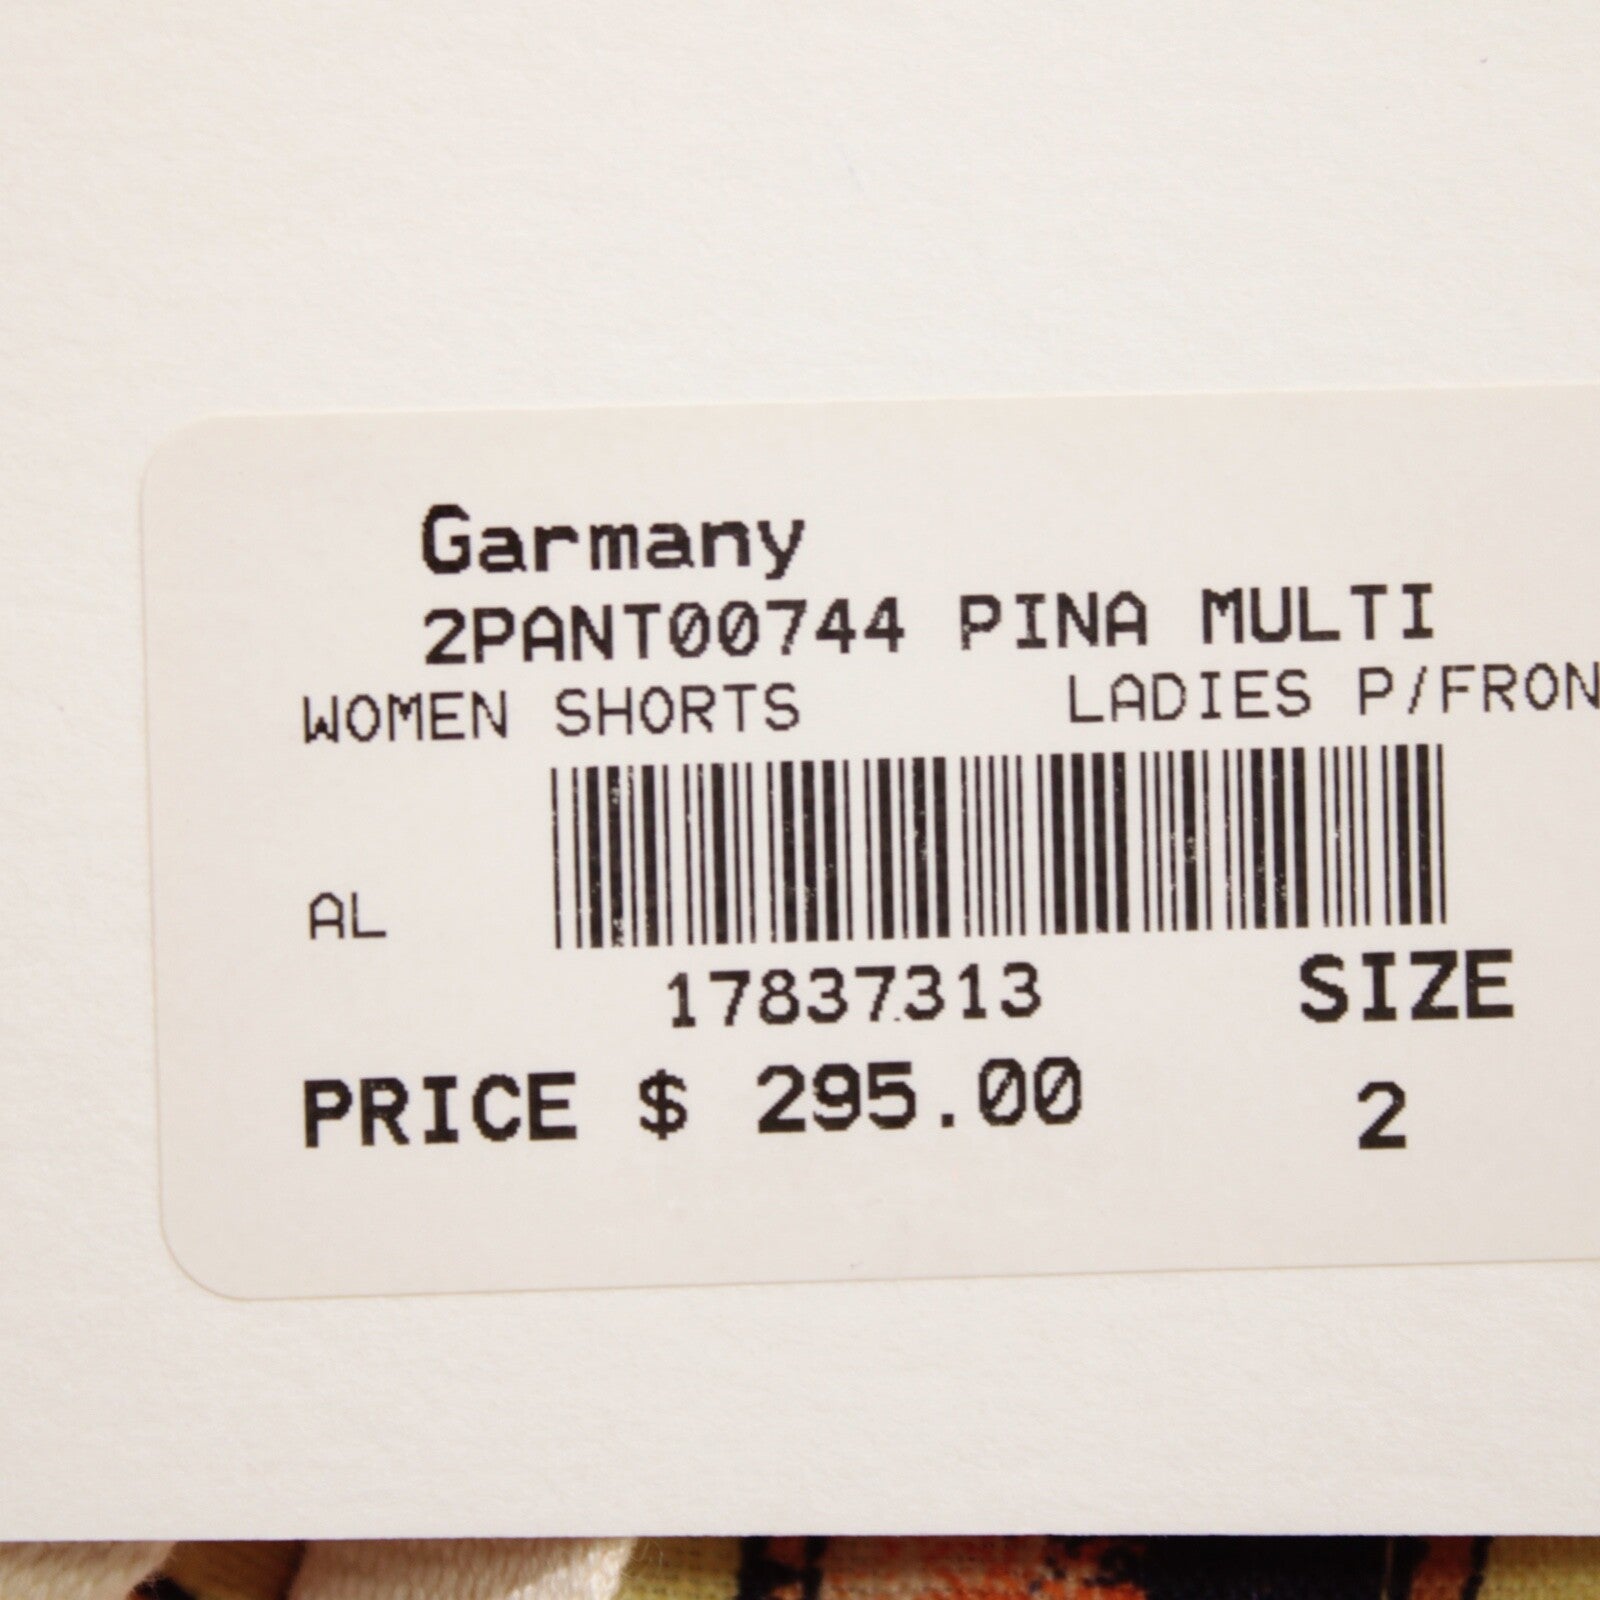 Garmany
2PANT00744 PINA MULTI
WOMEN SHORTS LADIES P/FRON
AL
17837313 SIZE
PRICE $ 295.00 2